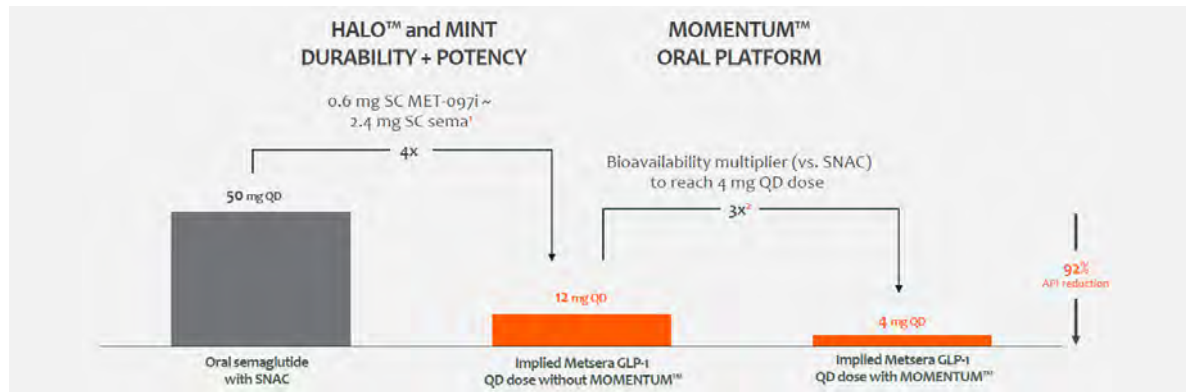 HALO™ and MINT
DURABILITY + POTENCY
MOMENTUM™
ORAL PLATFORM
0.6 mg SC MET-097i ~
2.4 mg SC sema¹
4x
Bioavailability multiplier (vs. SNAC)
to reach 4 mg QD dose
3x²
50 mg QD
12 mg QD
4 mg QD
92%
API reduction
Oral semaglutide
with SNAC
Implied Metsera GLP-1
QD dose without MOMENTUM™
Implied Metsera GLP-1
QD dose with MOMENTUM™